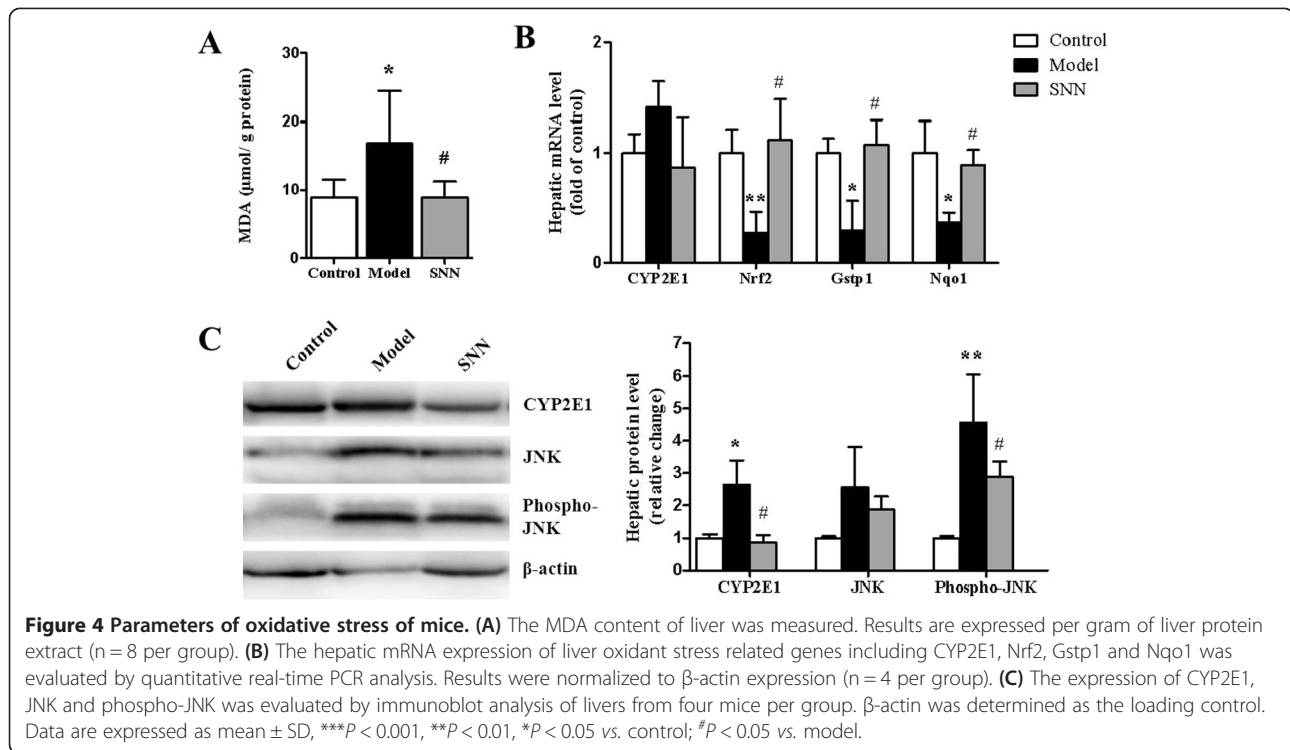 A
30
20
10
0
MDA (μmol/ g protein)
*
#
Control Model SNN
B
2
1
0
Hepatic mRNA level
(fold of control)
Control
Model
SNN
#
#
#
**
*
*
CYP2E1 Nrf2 Gstp1 Nqo1
C
Control Model SNN
CYP2E1
JNK
Phospho-
JNK
β-actin
7
6
5
4
3
2
1
0
Hepatic protein level
(relative change)
*
#
**
#
CYP2E1 JNK Phospho-JNK
Figure 4 Parameters of oxidative stress of mice. (A) The MDA content of liver was measured. Results are expressed per gram of liver protein
extract (n = 8 per group). (B) The hepatic mRNA expression of liver oxidant stress related genes including CYP2E1, Nrf2, Gstp1 and Nqo1 was
evaluated by quantitative real-time PCR analysis. Results were normalized to β-actin expression (n = 4 per group). (C) The expression of CYP2E1,
JNK and phospho-JNK was evaluated by immunoblot analysis of livers from four mice per group. β-actin was determined as the loading control.
Data are expressed as mean ± SD, ***P < 0.001, **P < 0.01, *P < 0.05 vs. control; #P < 0.05 vs. model.